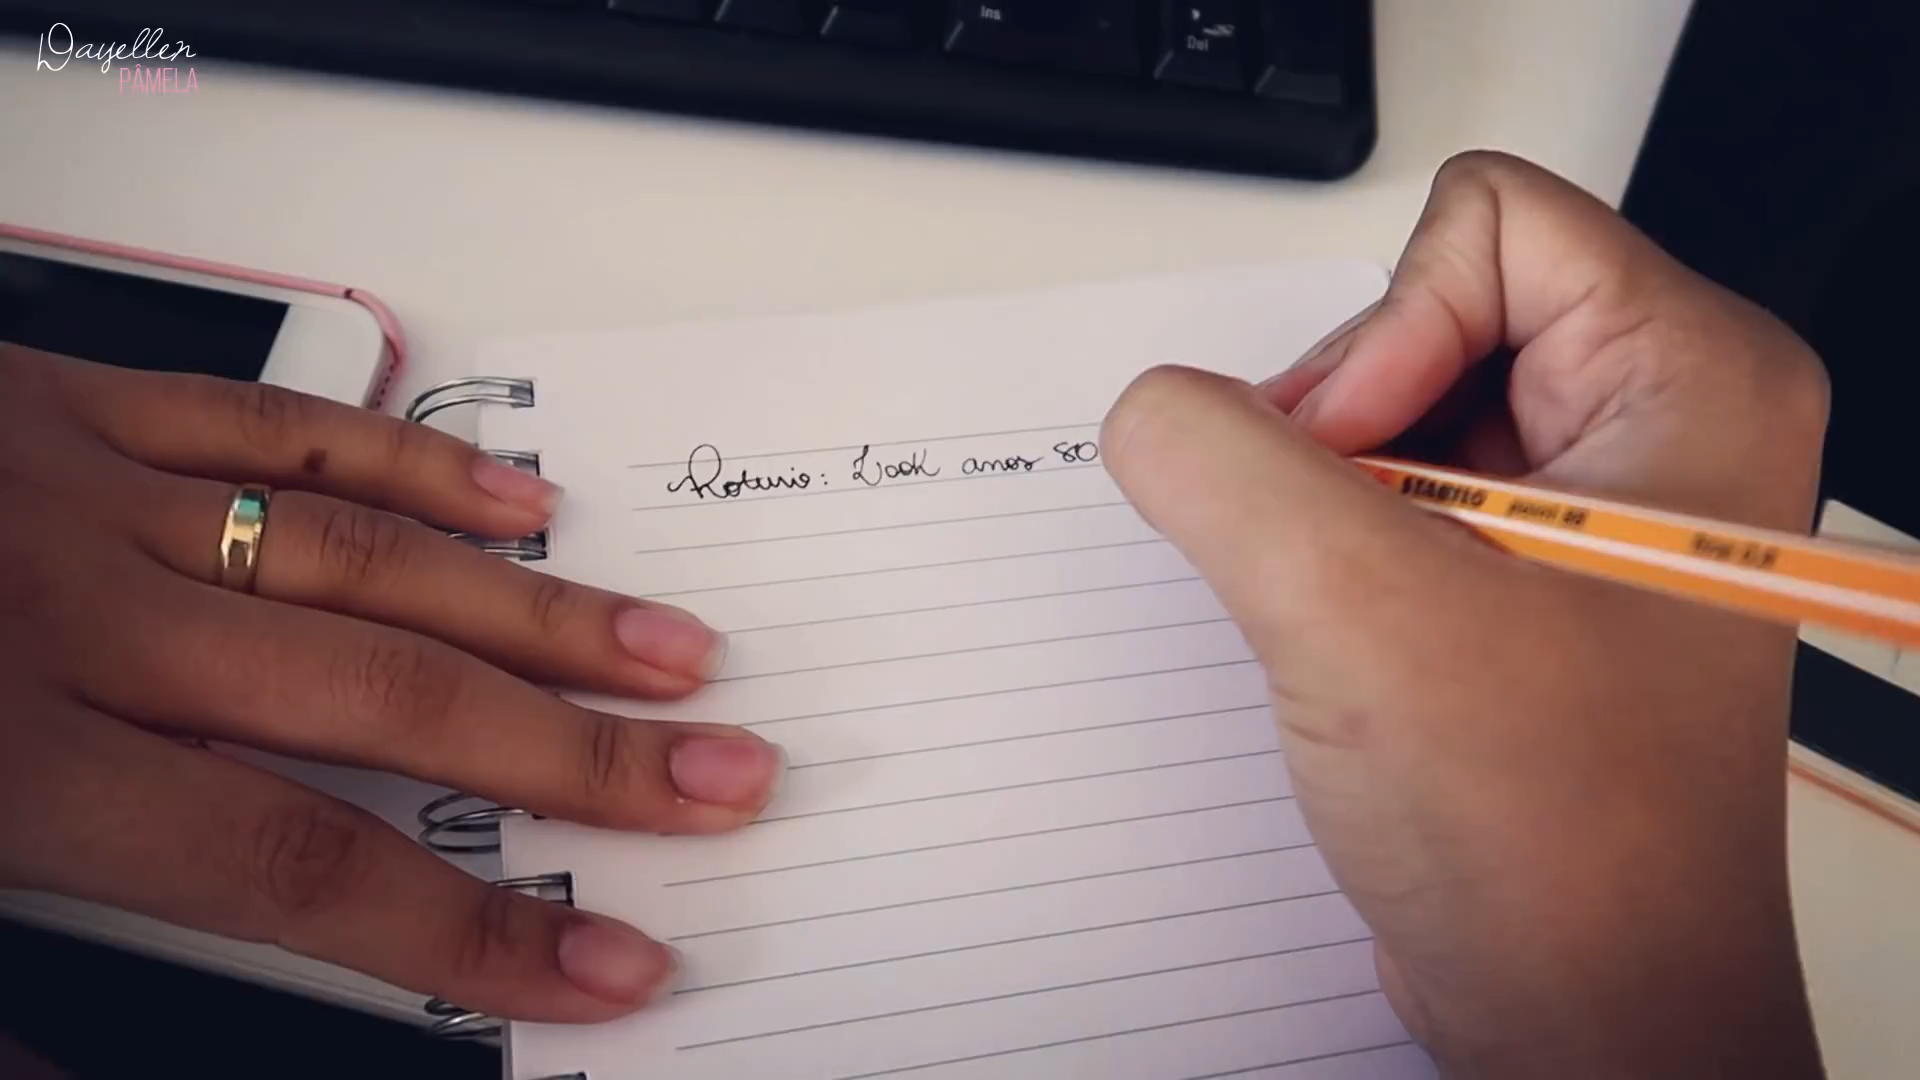 Dayellen
PÂMELA
Ins
Del
Roteiro: Look anos 80
STABILO point 88